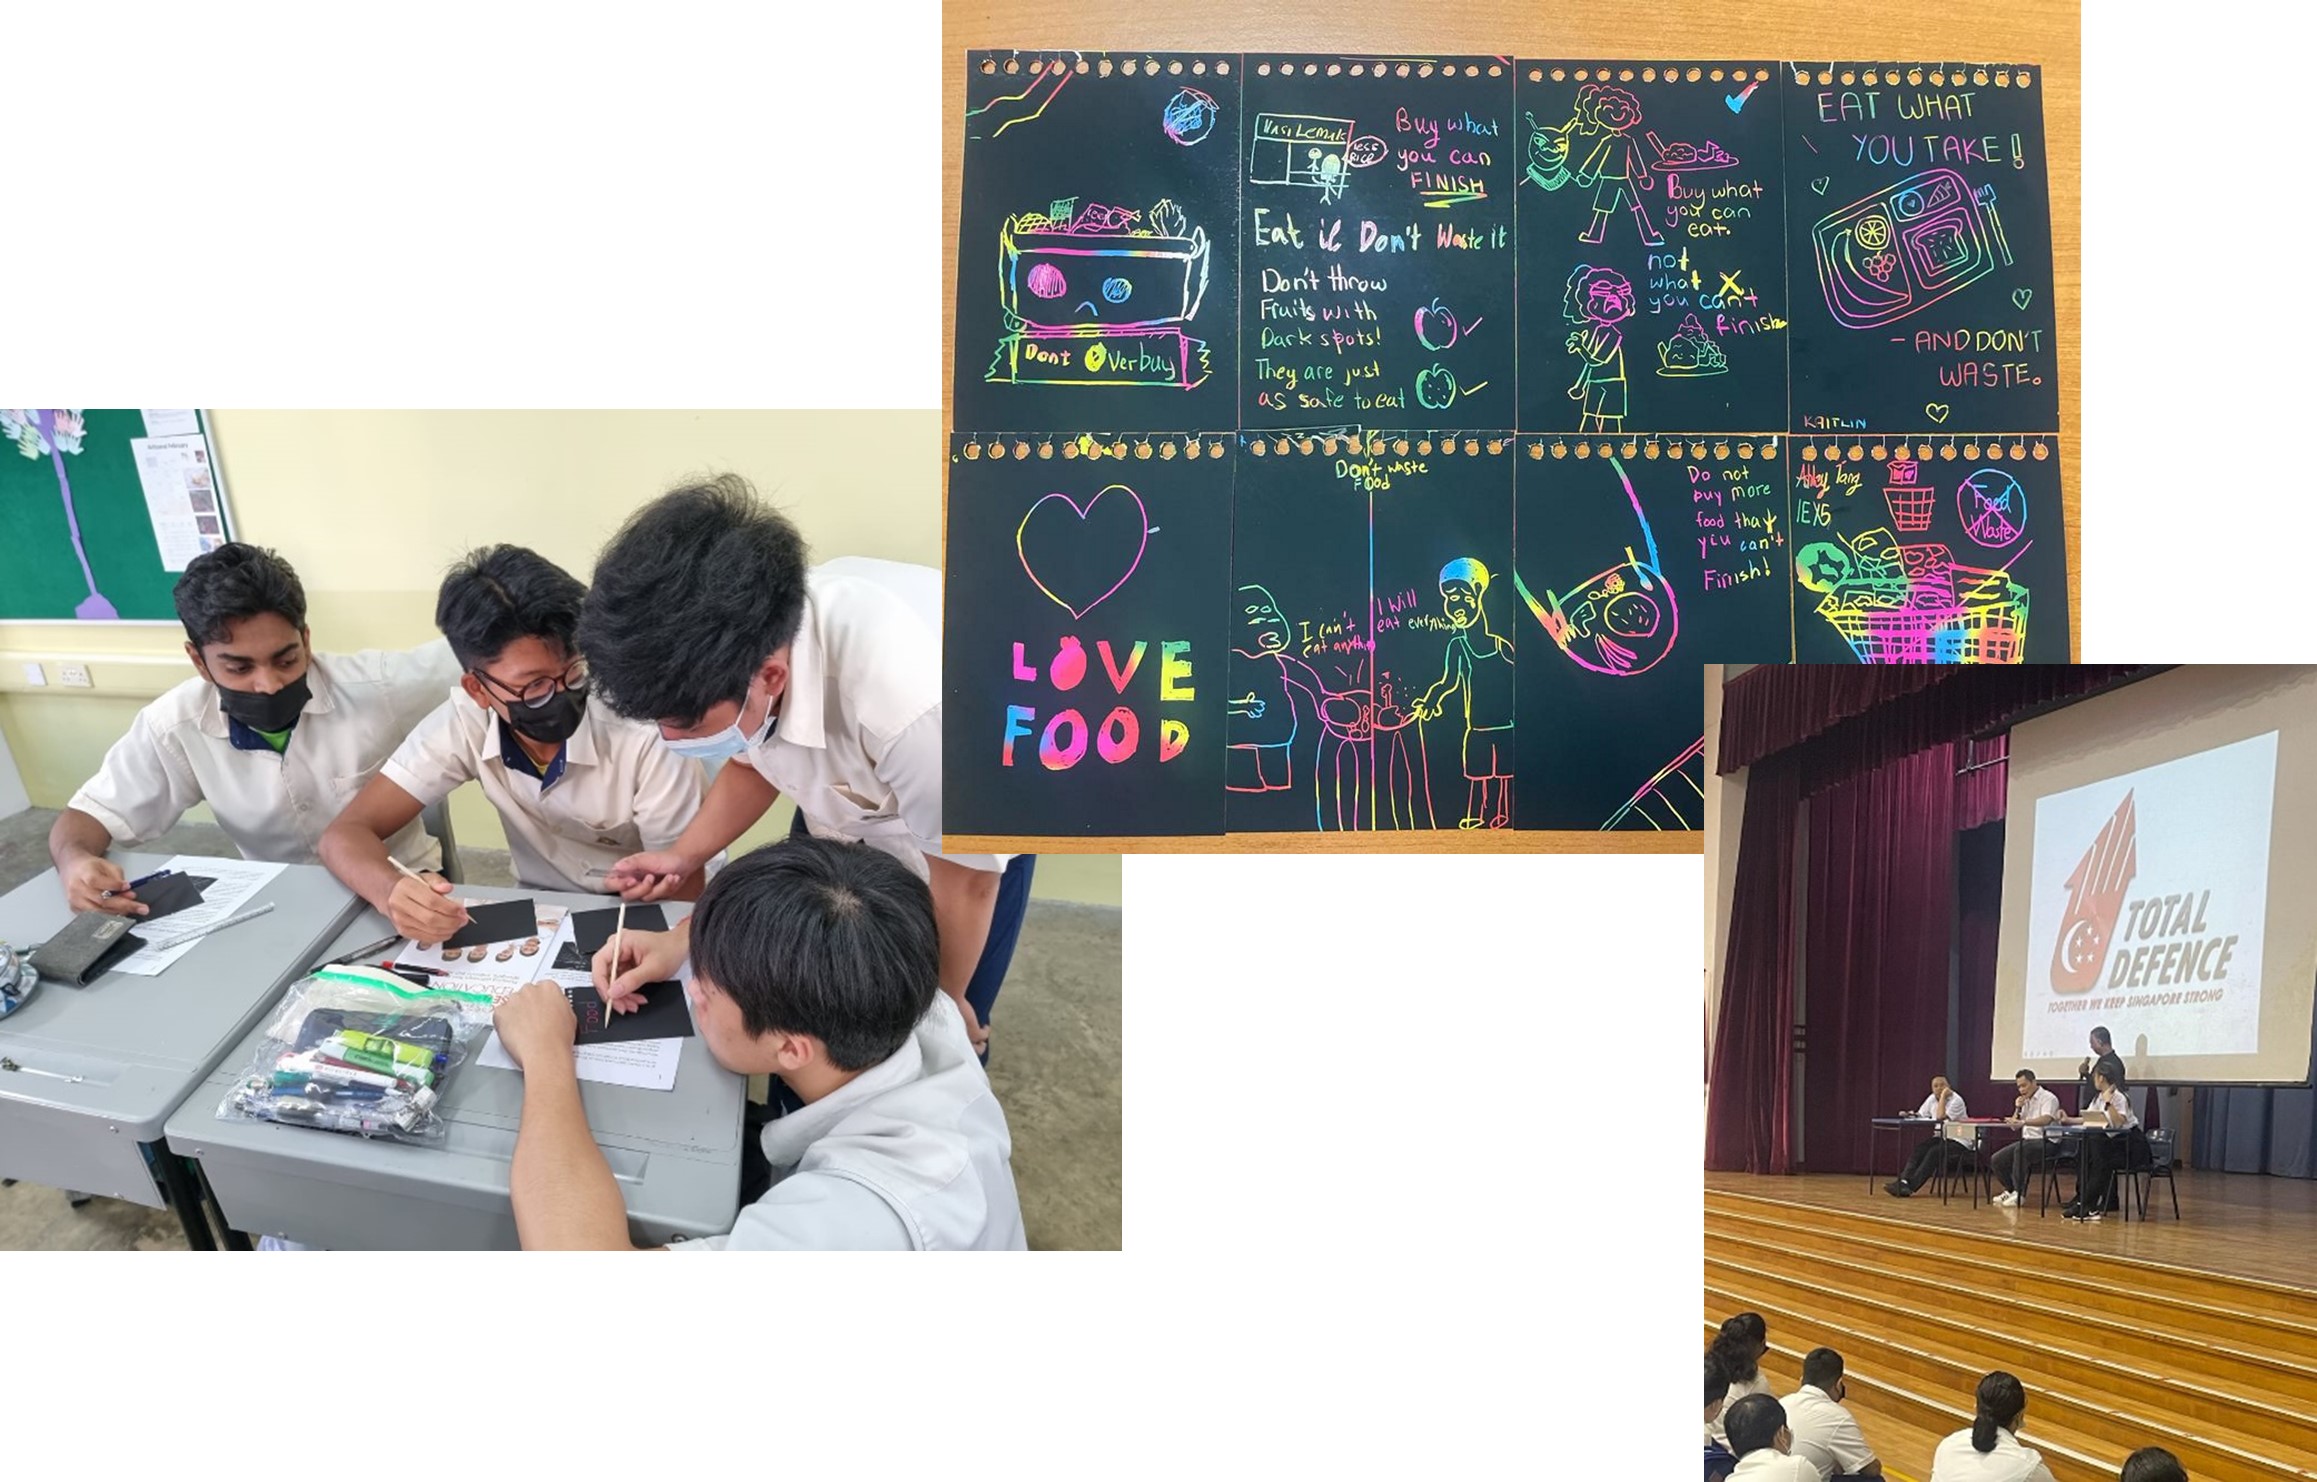 Dont Overbuy
Nasi Lemak
less
Rice
Buy what
you can
FINISH
Eat it Don't Waste it
Don't throw
Fruits with
Dark spots!
They are just
as safe to eat
Buy what
you can
eat.
not
what
you can't
finish
EAT WHAT
YOU TAKE!
- AND DON'T
WASTE.
KAITLIN
LOVE
FOOD
Don't waste
Food
I can't
eat anything
I will
eat everything
Do not
buy more
food that
you can't
Finish!
Ashley Tang
1EX5
Food
Waste
Food
EDUCATION
TOTAL
DEFENCE
TOGETHER WE KEEP SINGAPORE STRONG